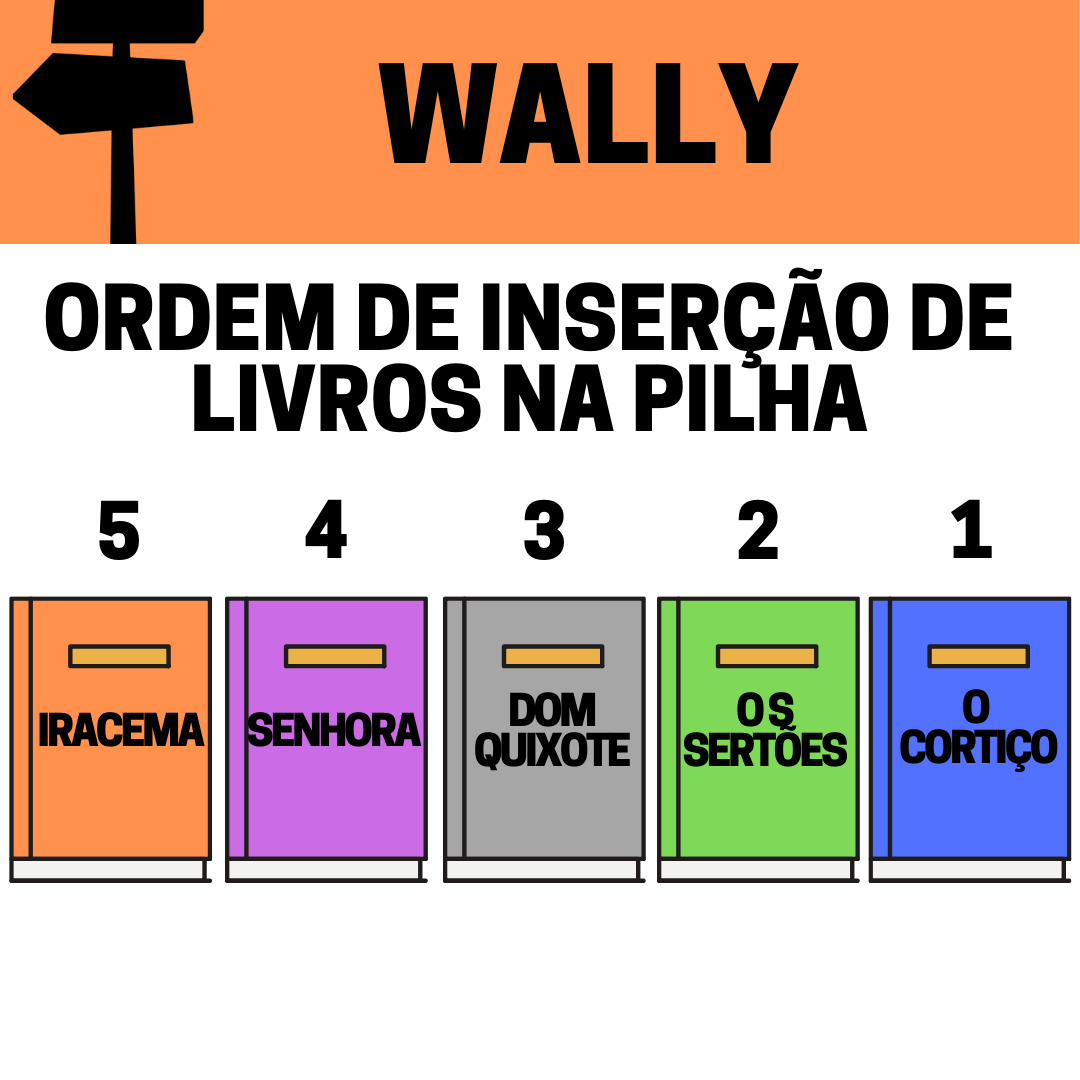 WALLY
ORDEM DE INSERÇÃO DE
LIVROS NA PILHA
5 4 3 2 1
IRACEMA
SENHORA
DOM
QUIXOTE
OS
SERTÕES
O
CORTIÇO